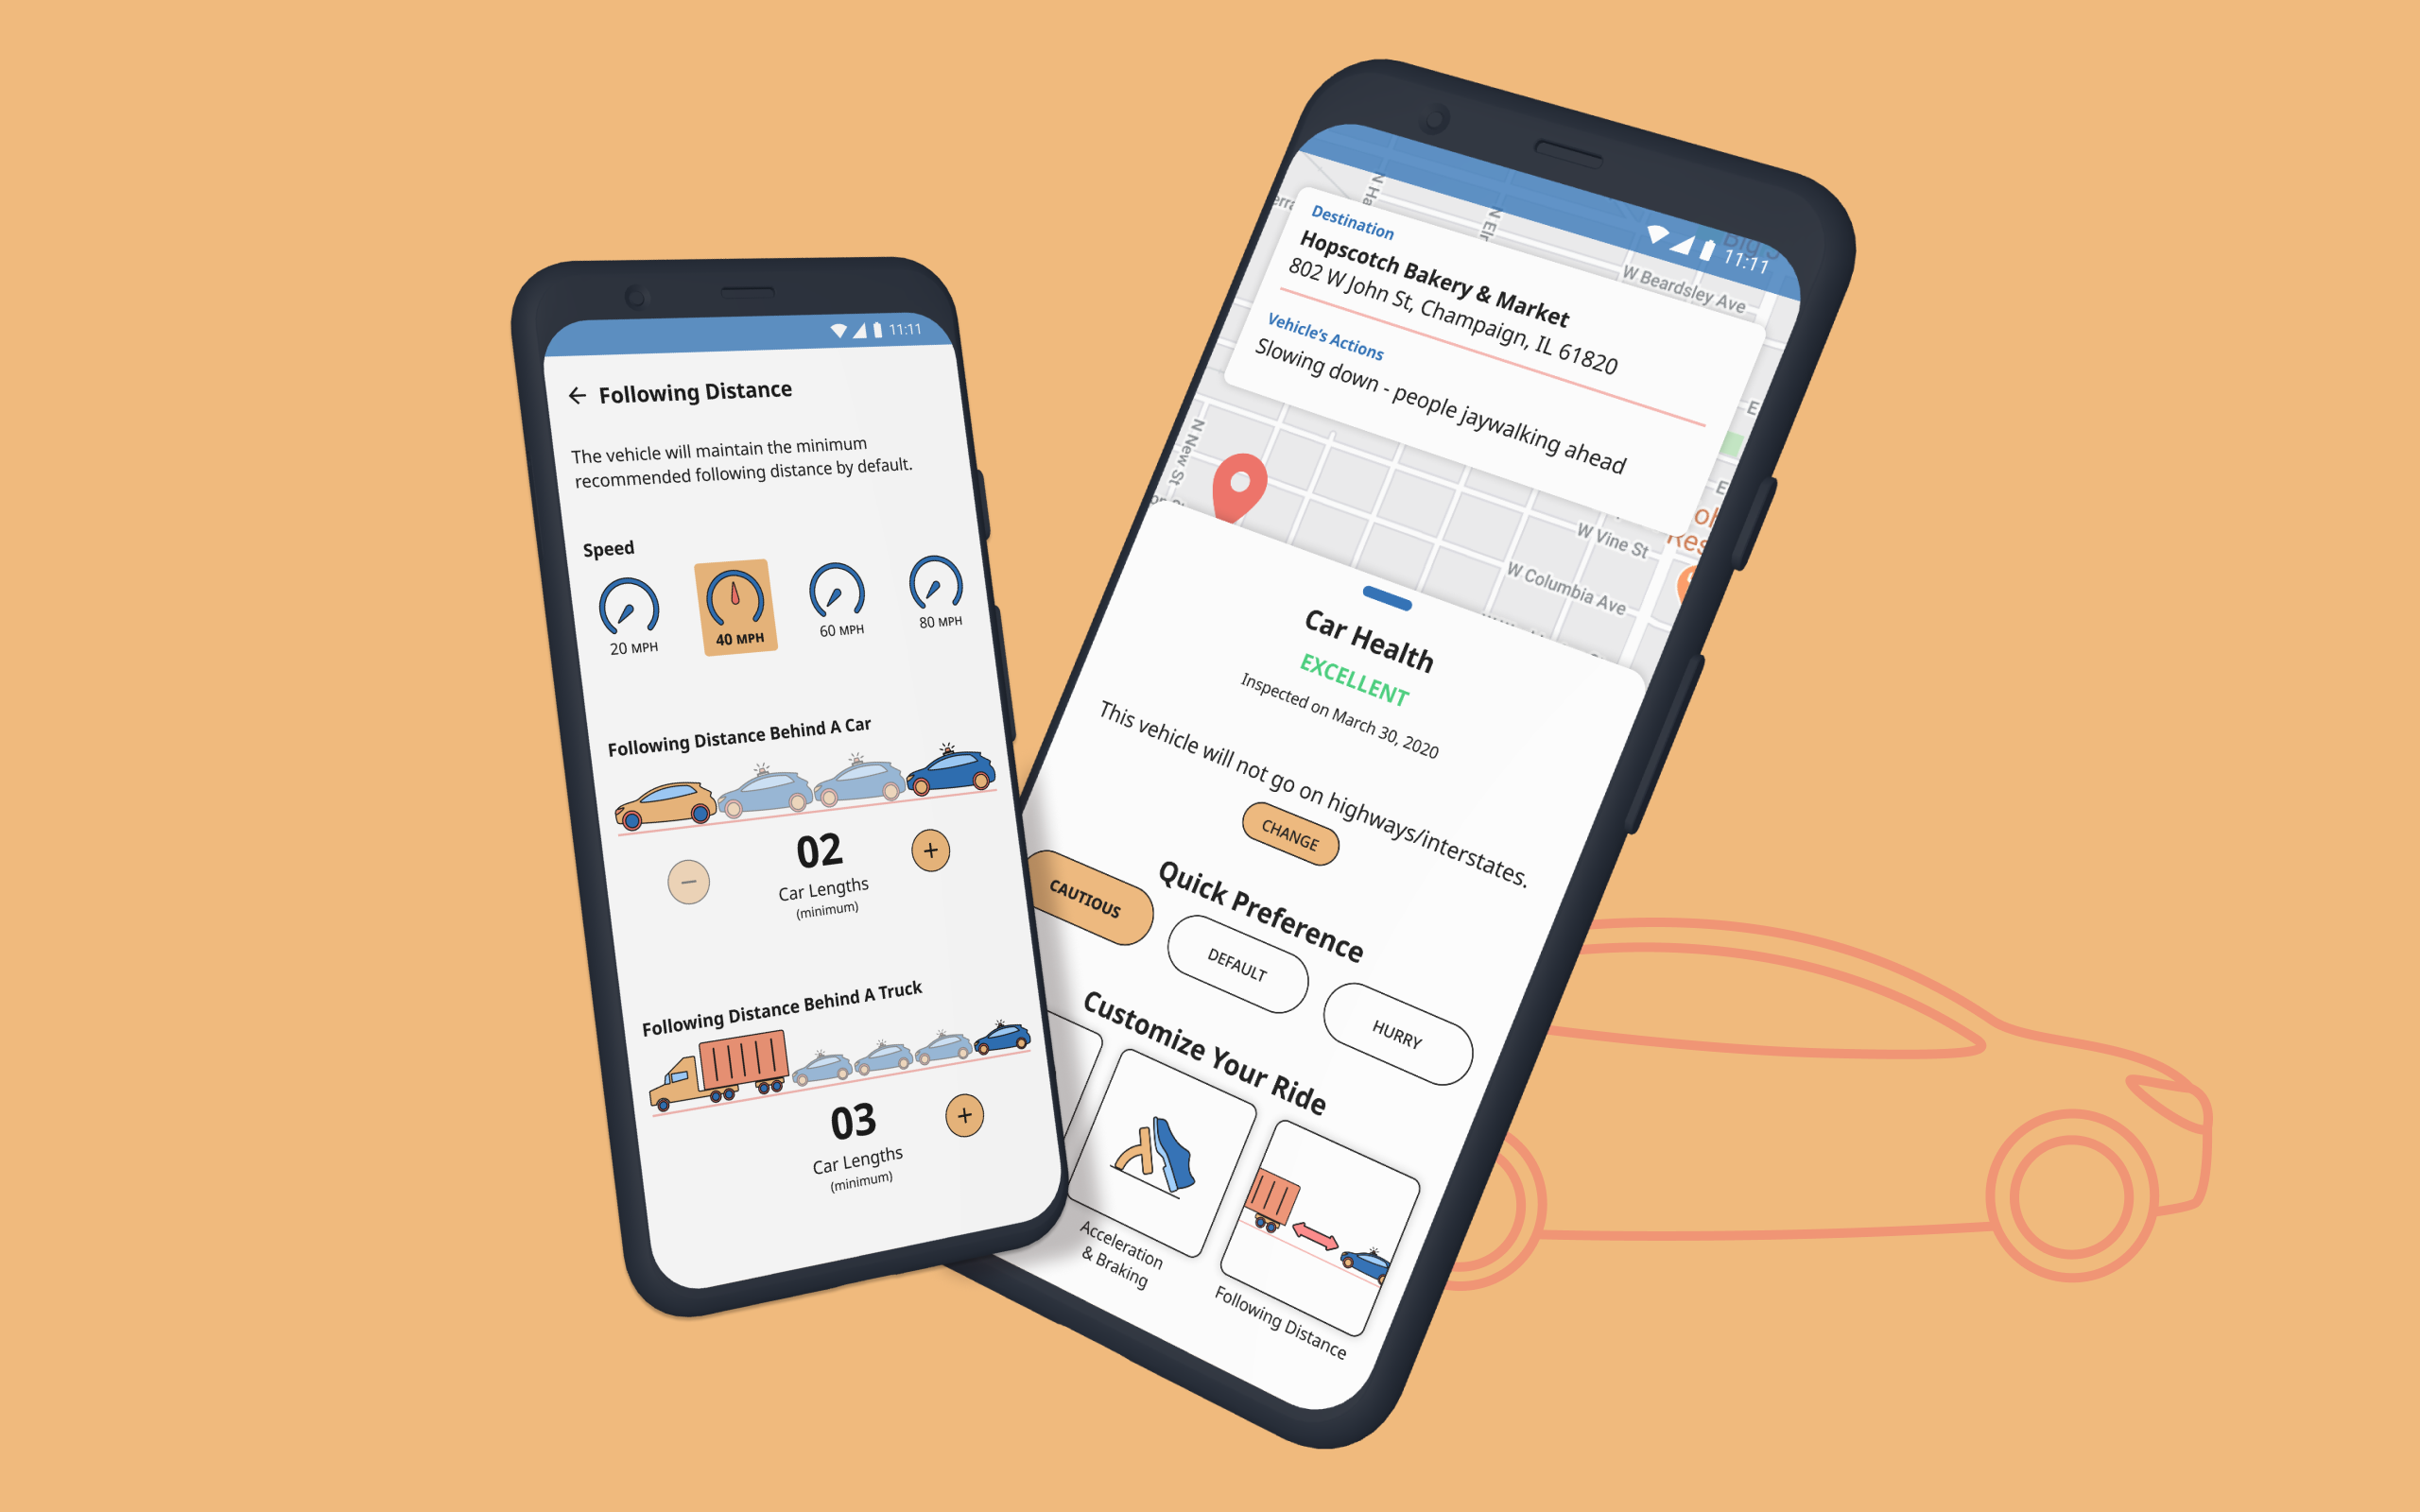 11:11
Following Distance
The vehicle will maintain the minimum
recommended following distance by default.
Speed
20 MPH
40 MPH
60 MPH
80 MPH
Following Distance Behind A Car
02
Car Lengths
(minimum)
Following Distance Behind A Truck
03
Car Lengths
(minimum)
11:11
Destination
Hopscotch Bakery & Market
802 W John St, Champaign, IL 61820
Vehicle's Actions
Slowing down - people jaywalking ahead
W Beardsley Ave
N New St
W Vine St
W Columbia Ave
Car Health
EXCELLENT
Inspected on March 30, 2020
This vehicle will not go on highways/interstates.
CHANGE
Quick Preference
CAUTIOUS
DEFAULT
HURRY
Customize Your Ride
Acceleration
& Braking
Following Distance